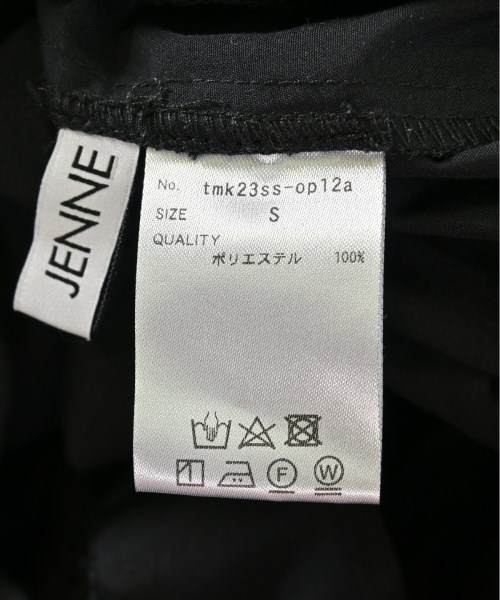 JENNE
No. tmk23ss-op12a
SIZE S
QUALITY
ポリエステル 100%
F W